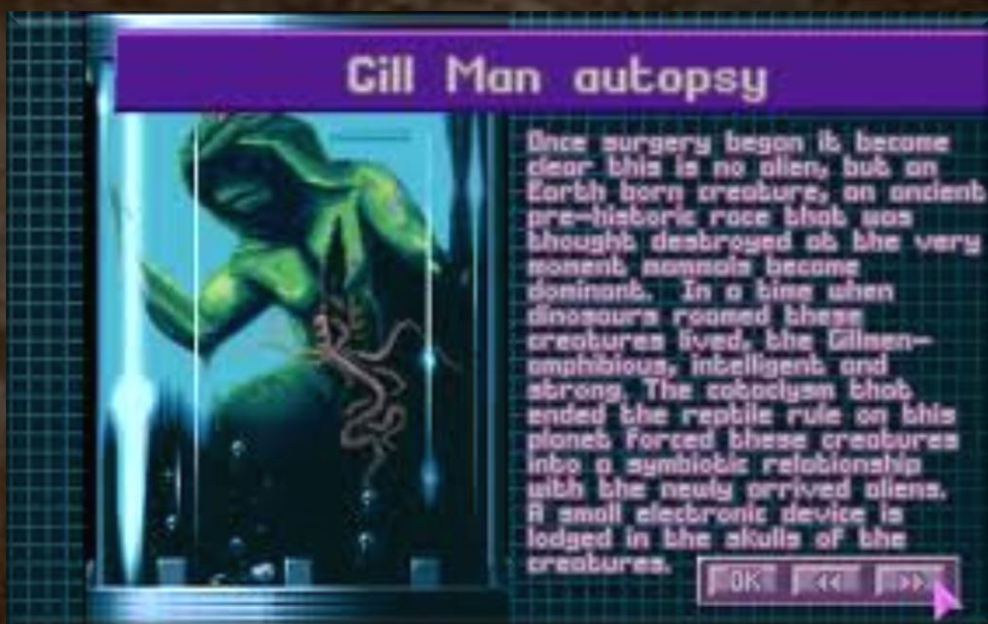 Gill Man autopsy
Once surgery began it became
clear this is no alien, but an
Earth born creature, an ancient
pre-historic race that was
thought destroyed at the very
moment mammals became
dominant. In a time when
dinosaurs roamed these
creatures lived, the Gillmen-
amphibious, intelligent and
strong. The cataclysm that
ended the reptile rule on this
planet forced these creatures
into a symbiotic relationship
with the newly arrived aliens.
A small electronic device is
lodged in the skulls of the
creatures.
OK << >>